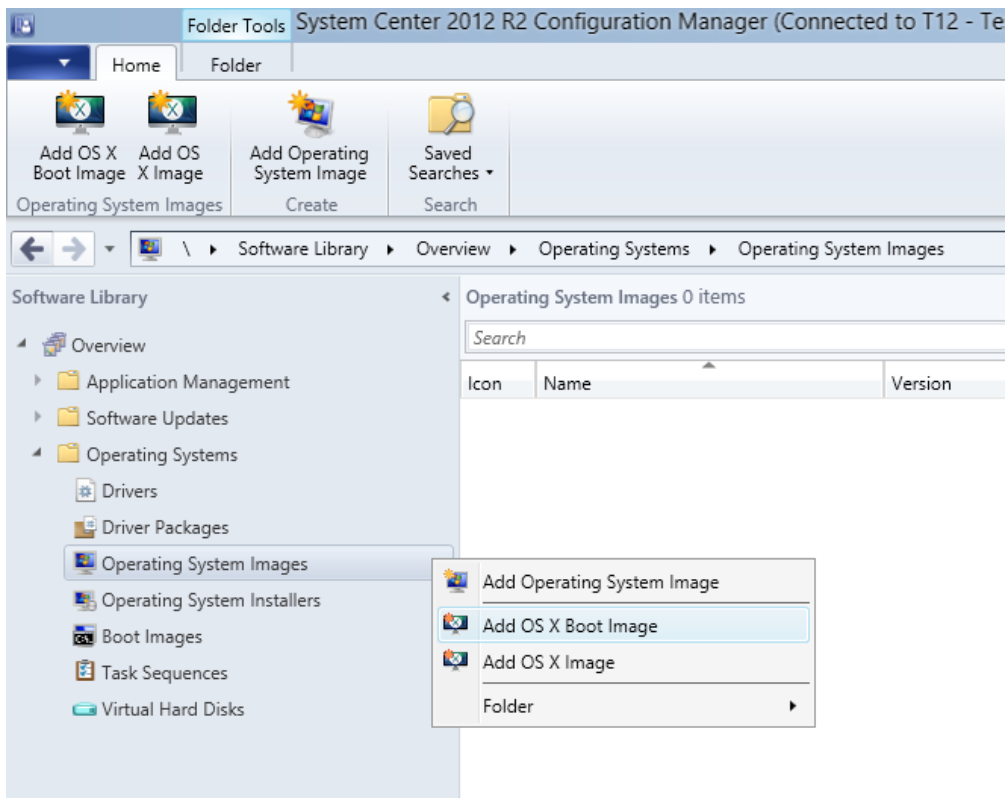 Folder Tools System Center 2012 R2 Configuration Manager (Connected to T12 - Te
Home Folder
Add OS X Boot Image
Add OS X Image
Add Operating System Image
Saved Searches
Operating System Images Create Search
\ Software Library Overview Operating Systems Operating System Images
Software Library
Overview
Application Management
Software Updates
Operating Systems
Drivers
Driver Packages
Operating System Images
Operating System Installers
Boot Images
Task Sequences
Virtual Hard Disks
Operating System Images 0 items
Search
Icon Name Version
Add Operating System Image
Add OS X Boot Image
Add OS X Image
Folder